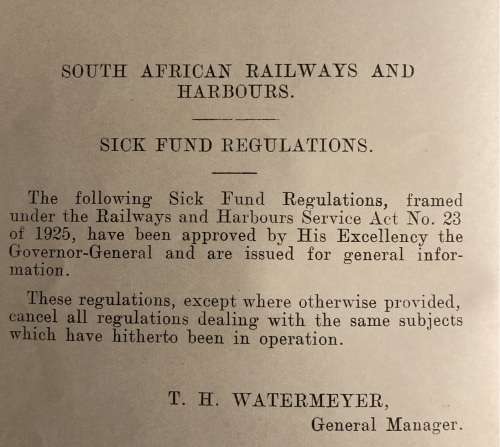 SOUTH AFRICAN RAILWAYS AND
HARBOURS.
SICK FUND REGULATIONS.
The following Sick Fund Regulations, framed
under the Railways and Harbours Service Act No. 23
of 1925, have been approved by His Excellency the
Governor-General and are issued for general infor-
mation.
These regulations, except where otherwise provided,
cancel all regulations dealing with the same subjects
which have hitherto been in operation.
T. H. WATERMEYER,
General Manager.